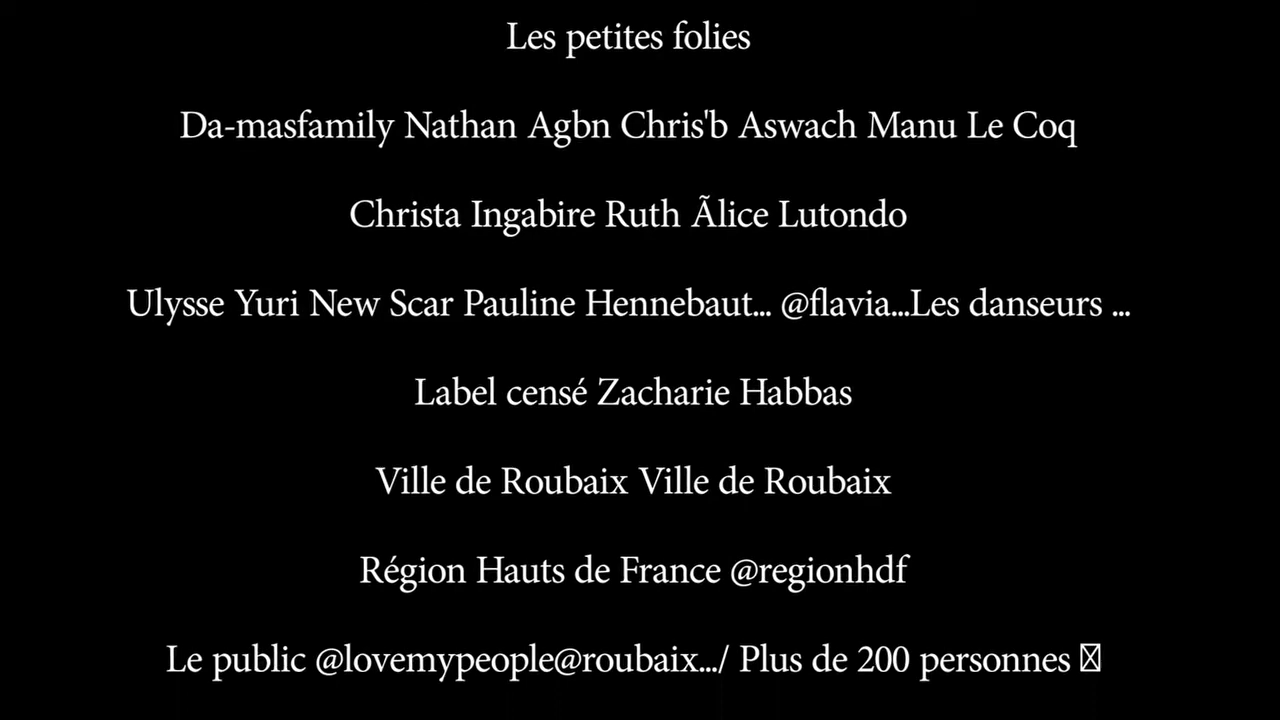 Les petites folies
Da-masfamily Nathan Agbn Chris'b Aswach Manu Le Coq
Christa Ingabire Ruth Ãlice Lutondo
Ulysse Yuri New Scar Pauline Hennebaut... @flavia...Les danseurs ...
Label censé Zacharie Habbas
Ville de Roubaix Ville de Roubaix
Région Hauts de France @regionhdf
Le public @lovemypeople@roubaix.../ Plus de 200 personnes